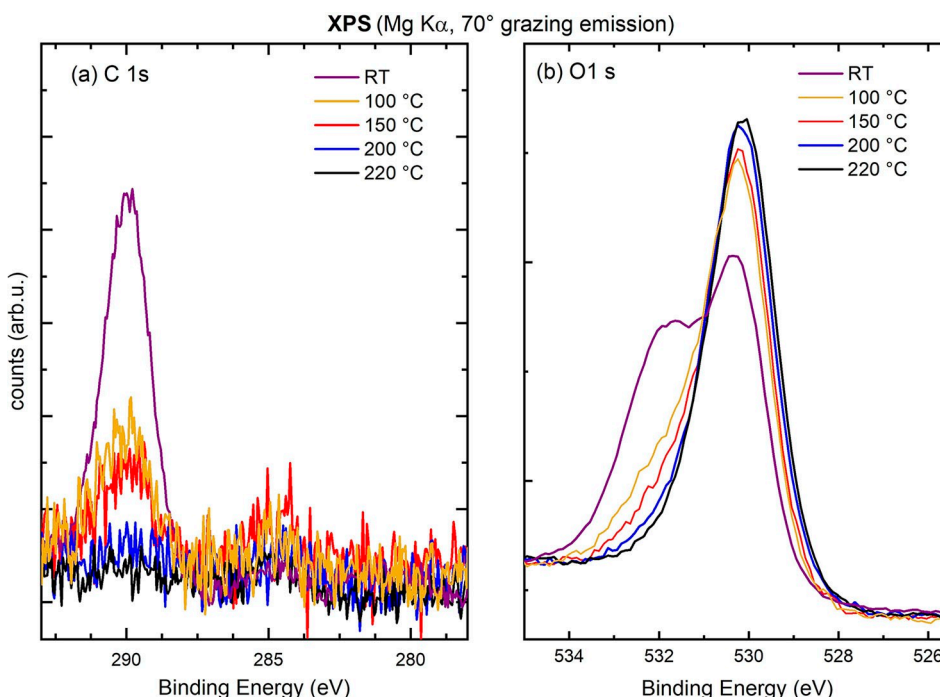 XPS (Mg Kα, 70° grazing emission)
(a) C 1s
RT
100 °C
150 °C
200 °C
220 °C
(b) O1 s
RT
100 °C
150 °C
200 °C
220 °C
counts (arb.u.)
290
285
280
534
532
530
528
526
Binding Energy (eV)
Binding Energy (eV)